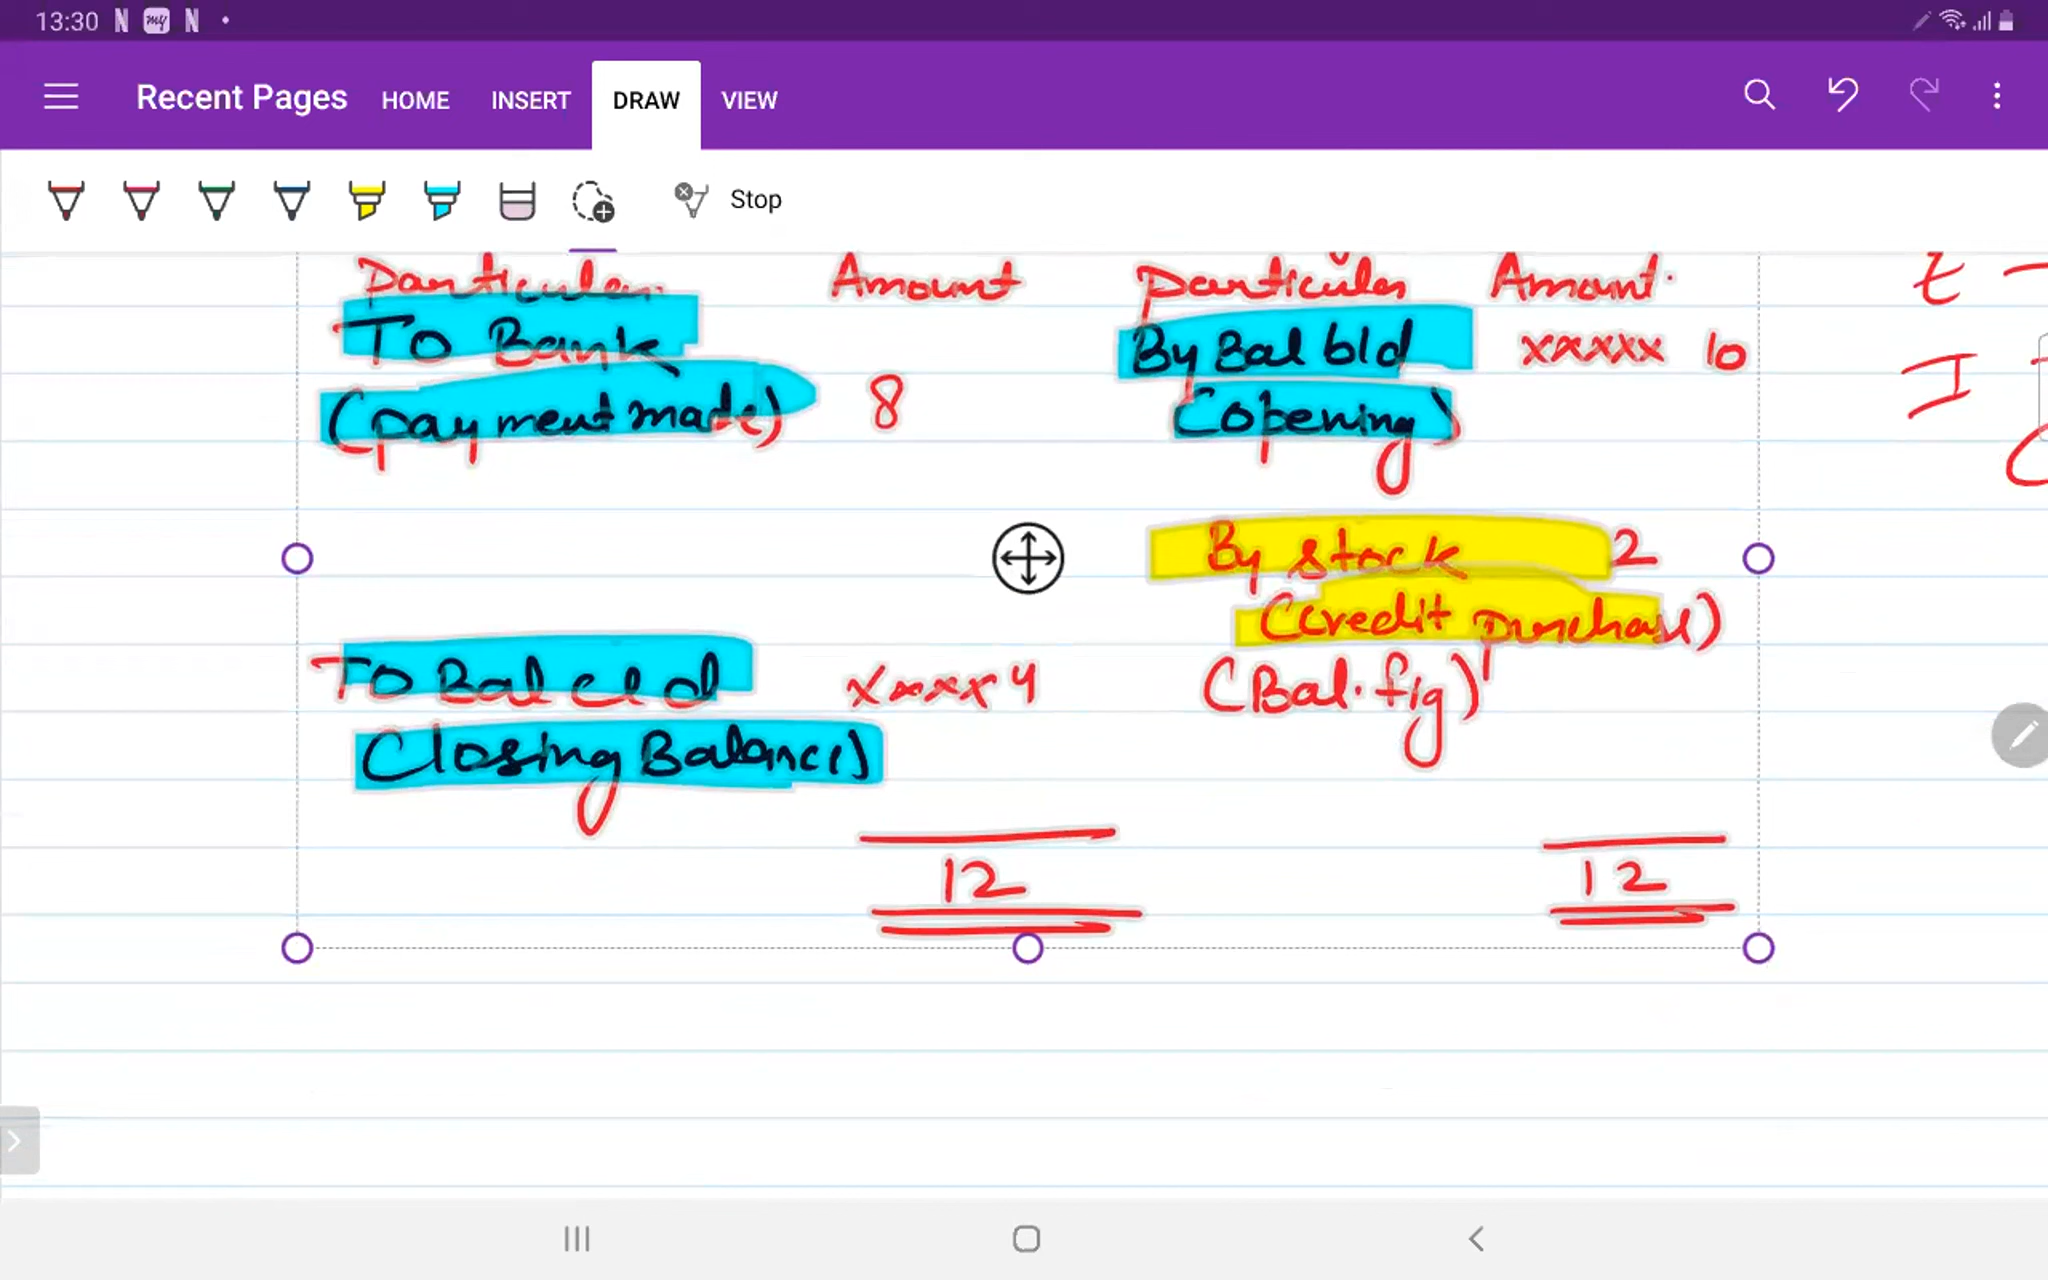 13:30
Recent Pages HOME INSERT DRAW VIEW
Stop
Particular Amount Particular Amount.
To Bank By Bal b/d xxxxx 10
(payment made) 8 (opening)
By stock 2
(Credit purchase)
To Bal c/d xxxx 4 (Bal. fig)
(Closing Balance)
12 12